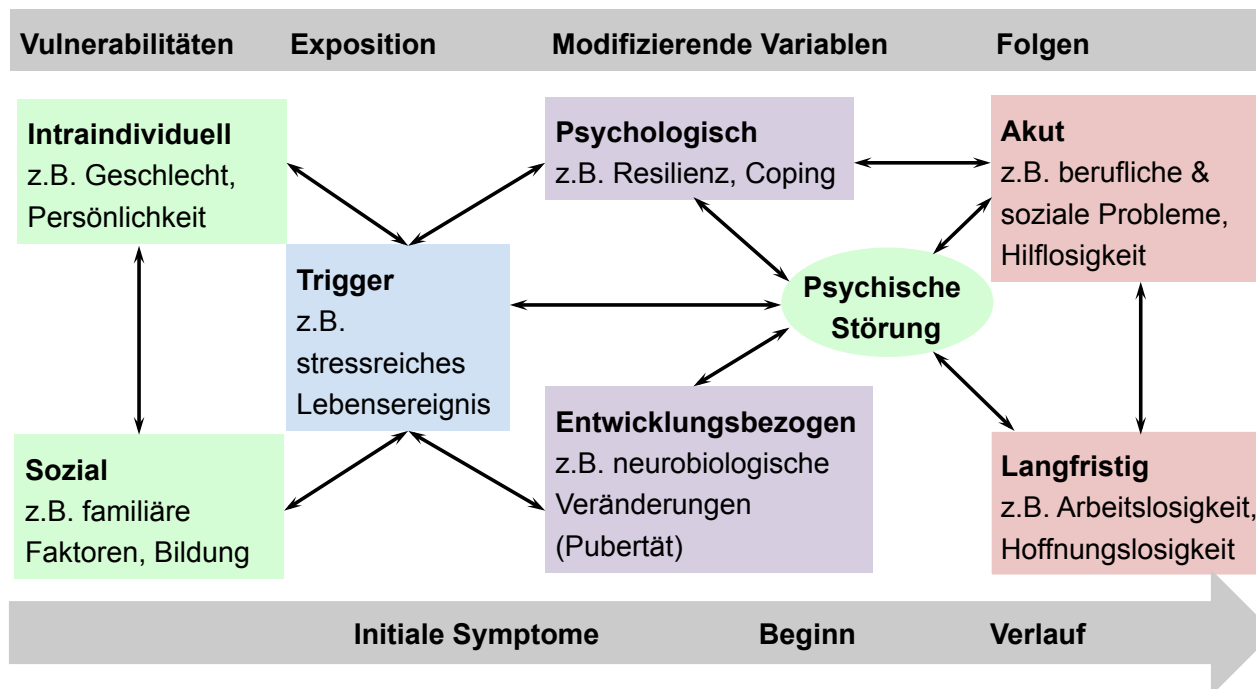 Vulnerabilitäten Exposition Modifizierende Variablen Folgen
Intraindividuell
z.B. Geschlecht,
Persönlichkeit
Sozial
z.B. familiäre
Faktoren, Bildung
Trigger
z.B.
stressreiches
Lebensereignis
Psychologisch
z.B. Resilienz, Coping
Entwicklungsbezogen
z.B. neurobiologische
Veränderungen
(Pubertät)
Psychische
Störung
Akut
z.B. berufliche &
soziale Probleme,
Hilflosigkeit
Langfristig
z.B. Arbeitslosigkeit,
Hoffnungslosigkeit
Initiale Symptome Beginn Verlauf